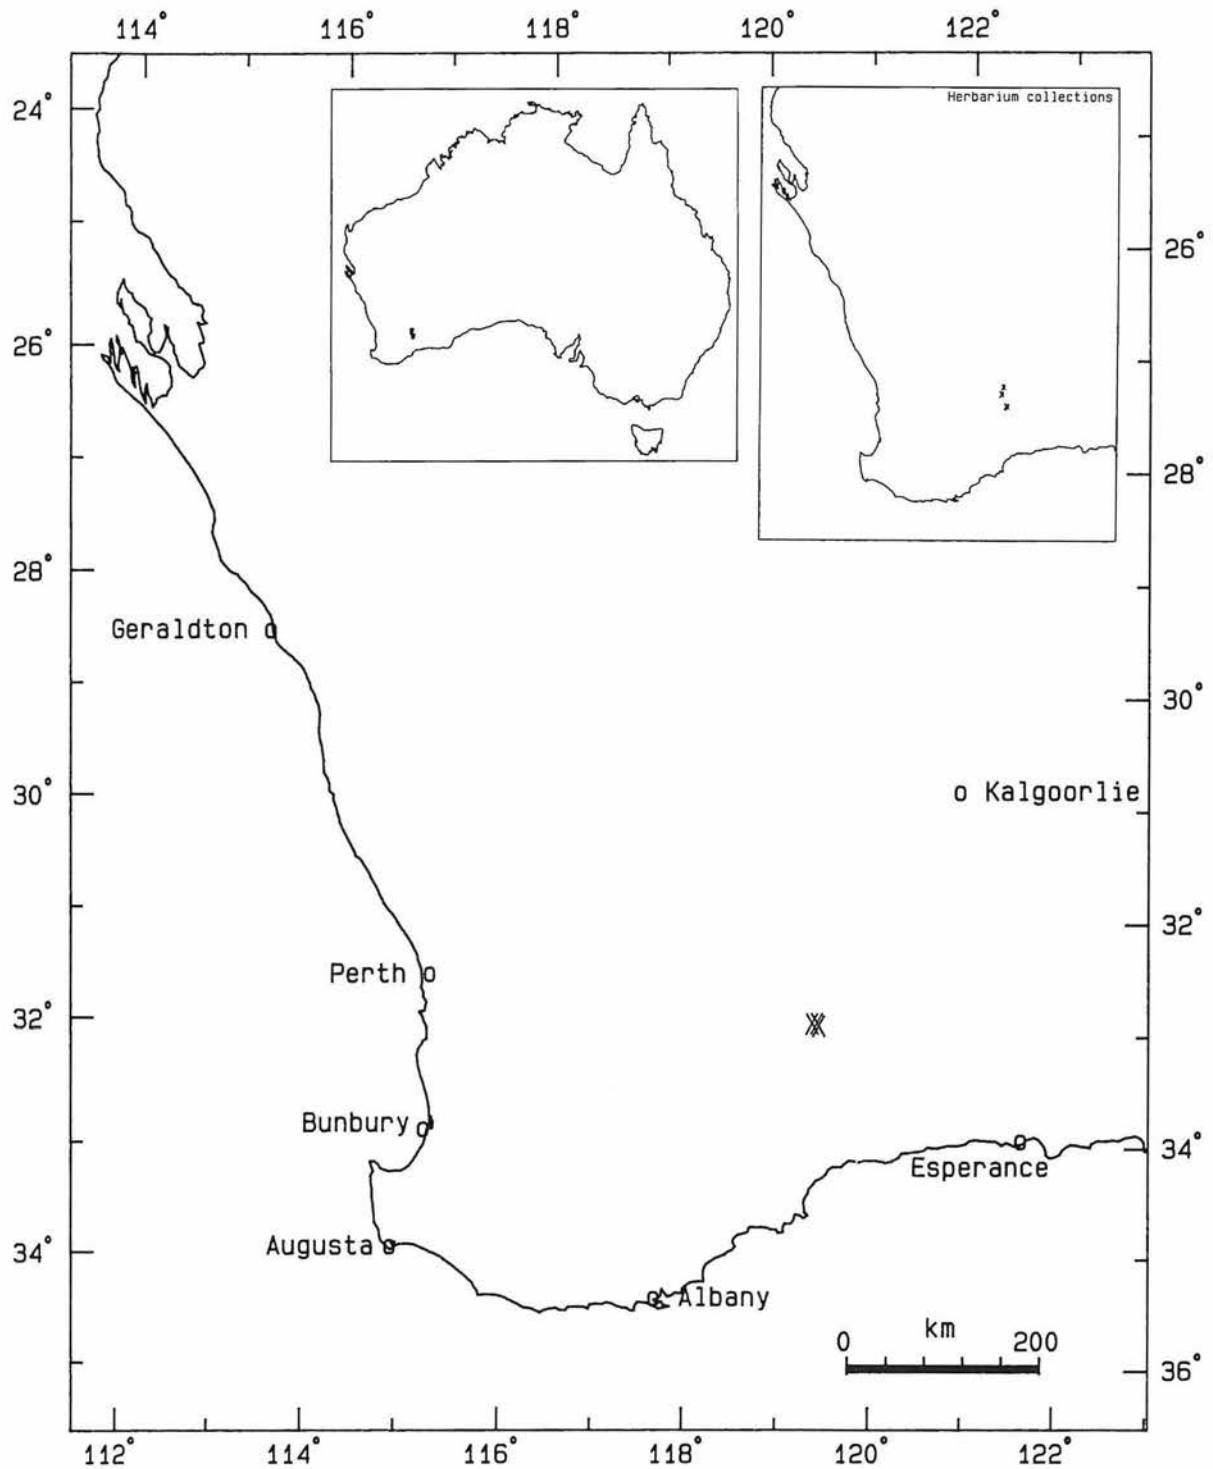 114° 116° 118° 120° 122°
Herbarium collections
24°
26°
26°
28°
28°
Geraldton
30°
30°
Kalgoorlie
32°
Perth
32°
Bunbury
34°
Esperance
Augusta
34°
Albany
0 km 200
36°
112° 114° 116° 118° 120° 122°